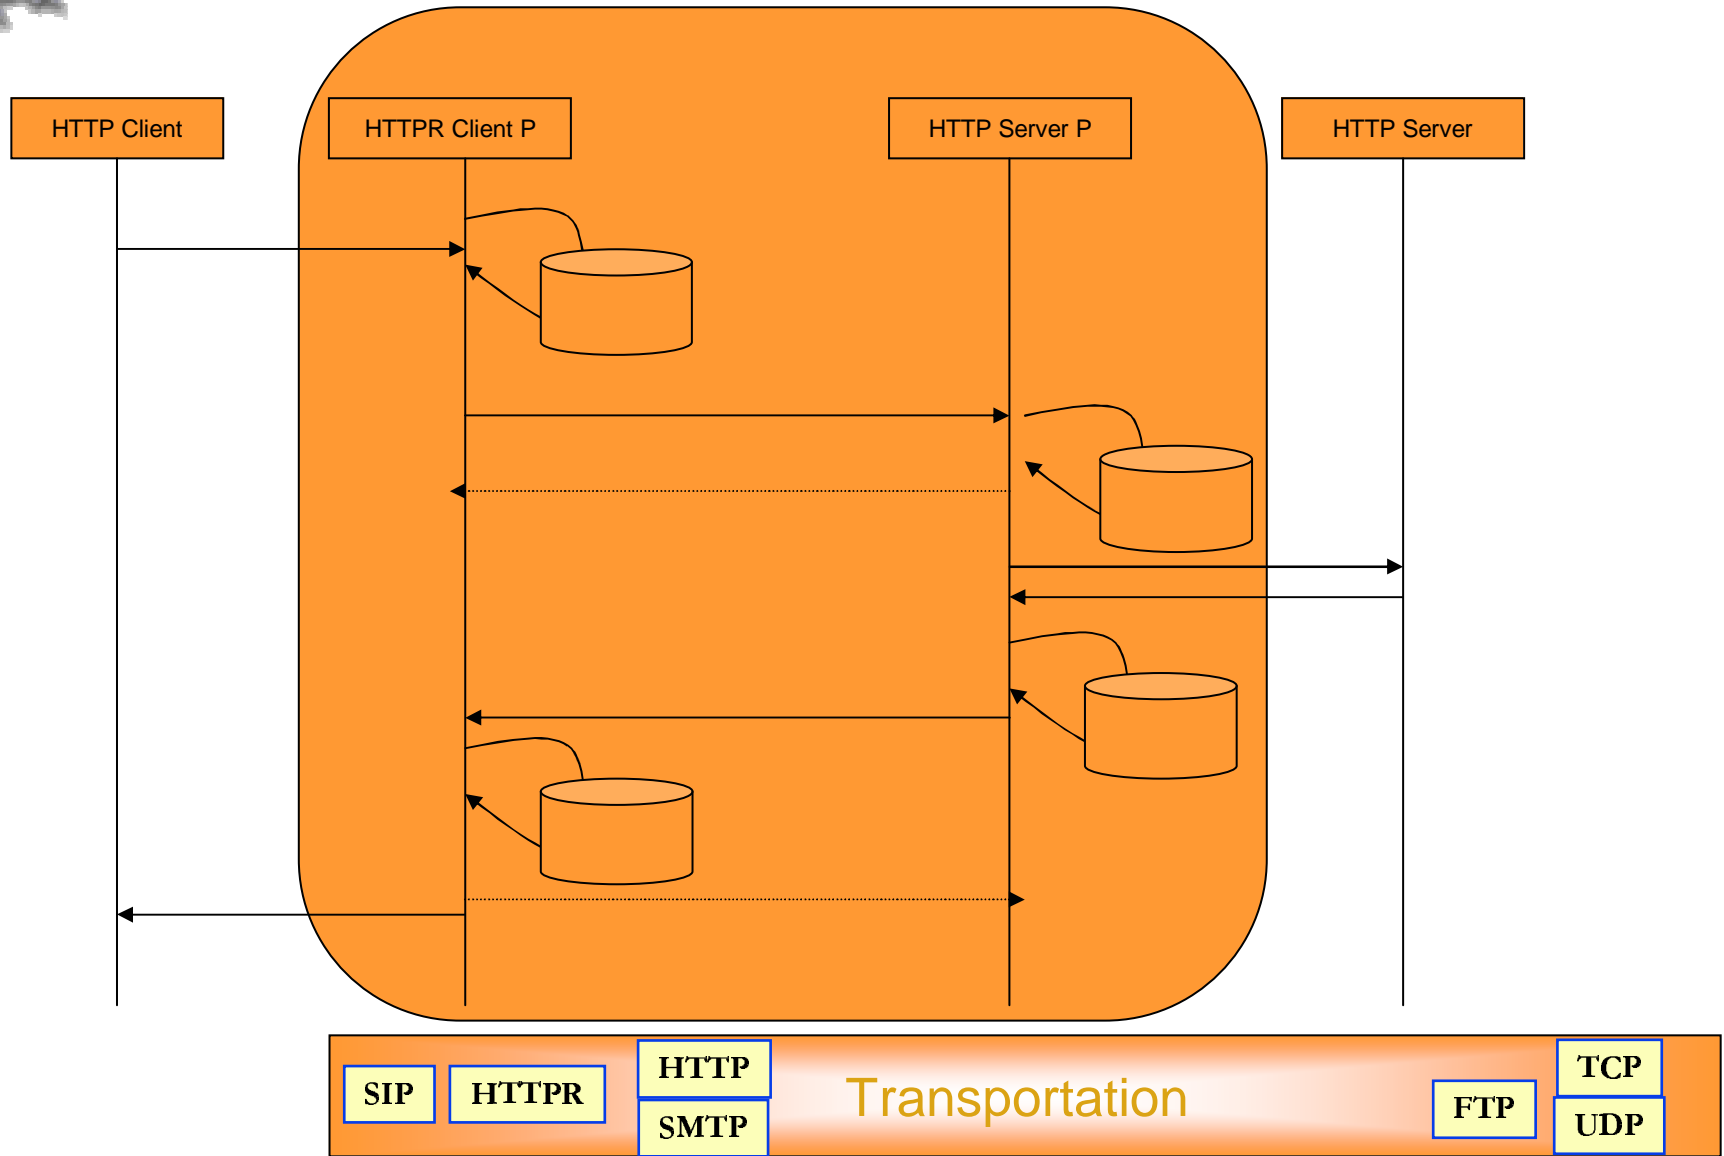 HTTP Client
HTTPR Client P
HTTP Server P
HTTP Server
SIP
HTTPR
HTTP
SMTP
Transportation
FTP
TCP
UDP